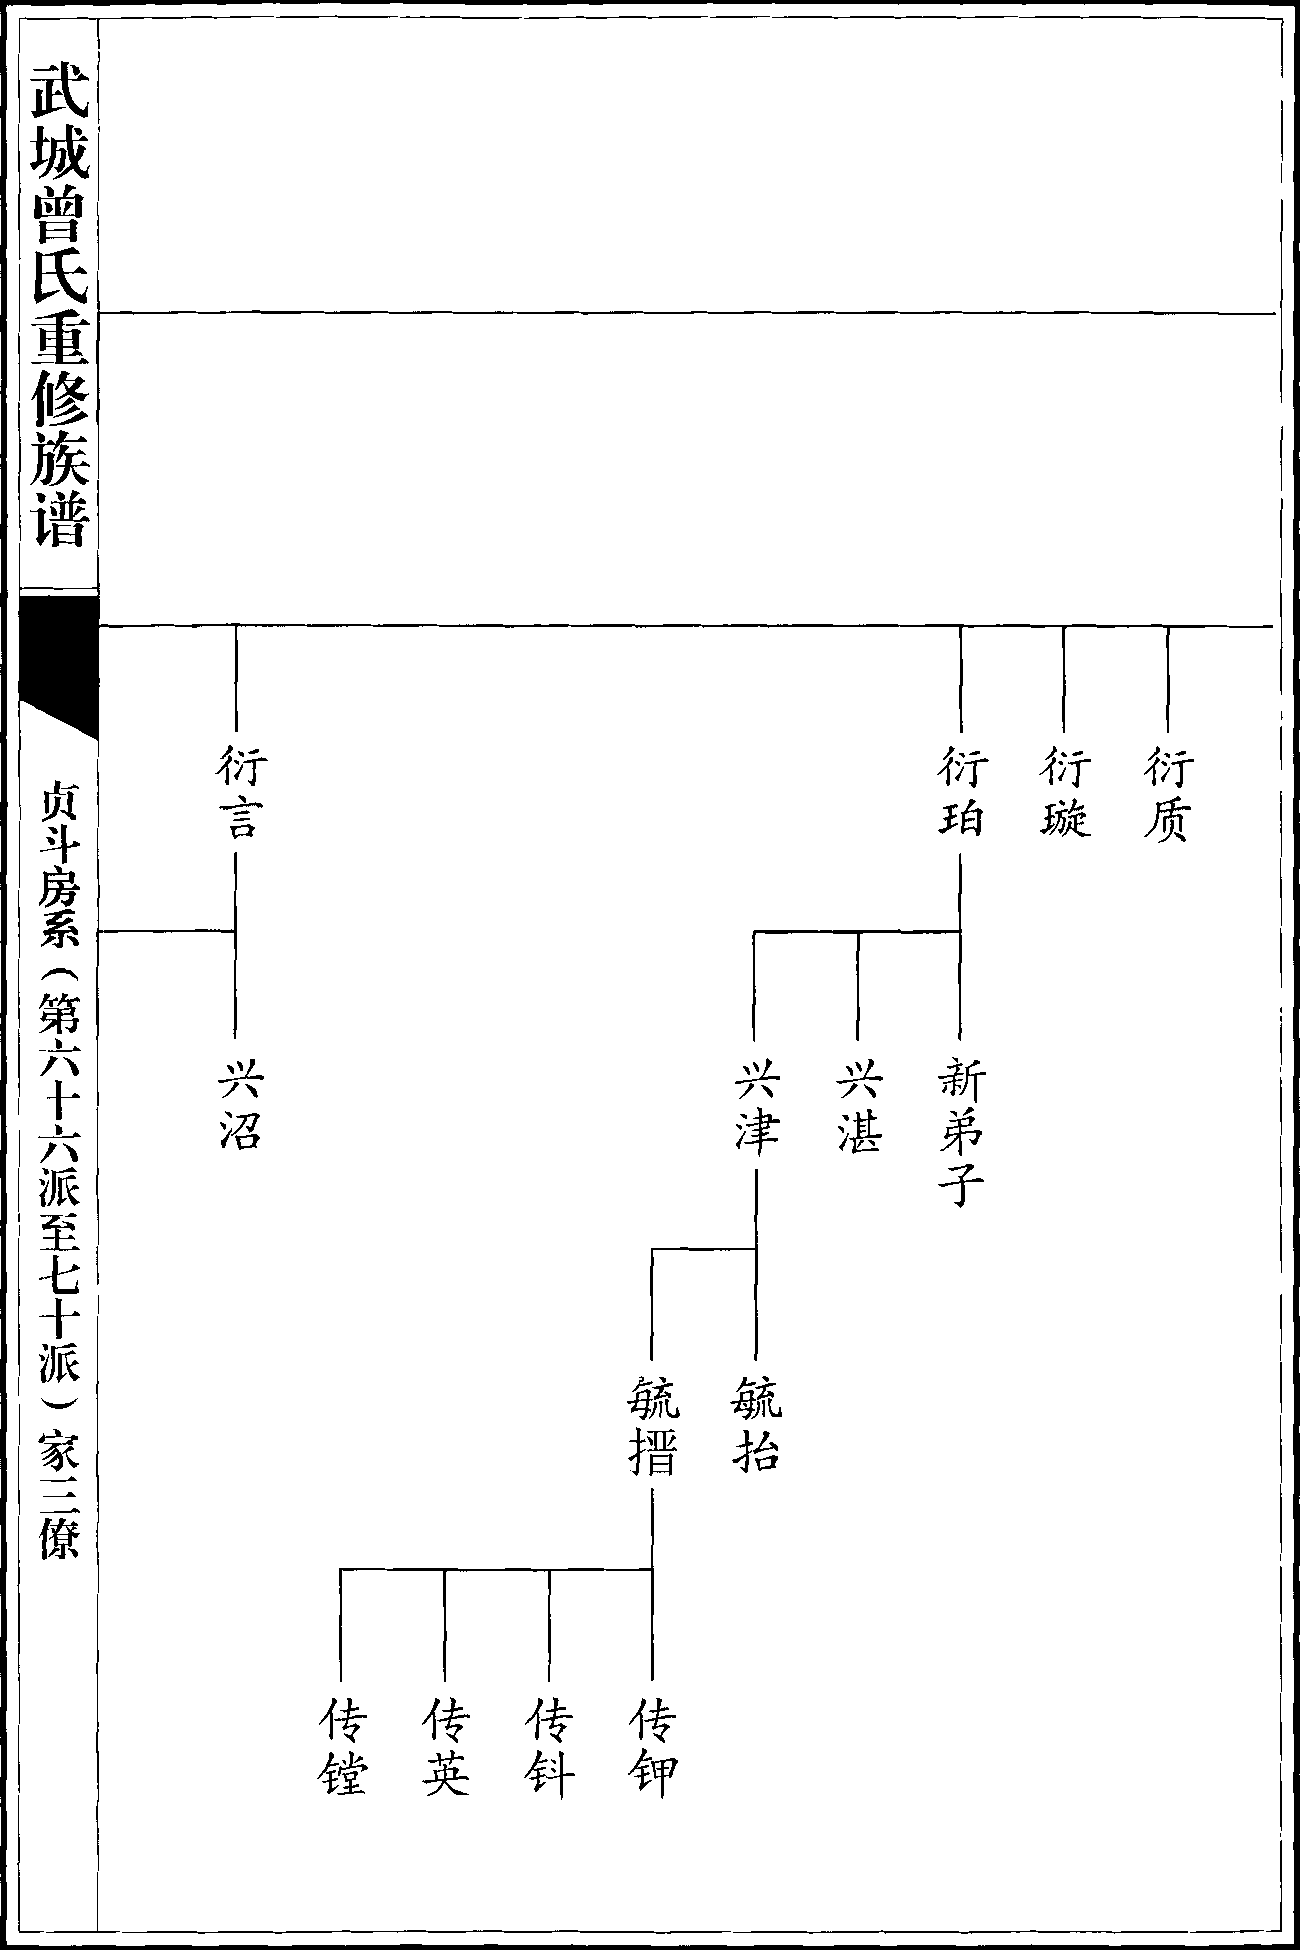 武城曾氏重修族谱
贞斗房系（第六十六派至七十派）家三僚
衍质
衍璇
衍珀
衍言
新弟子
兴湛
兴津
兴沼
毓抬
毓搢
传钾
传钭
传英
传镗